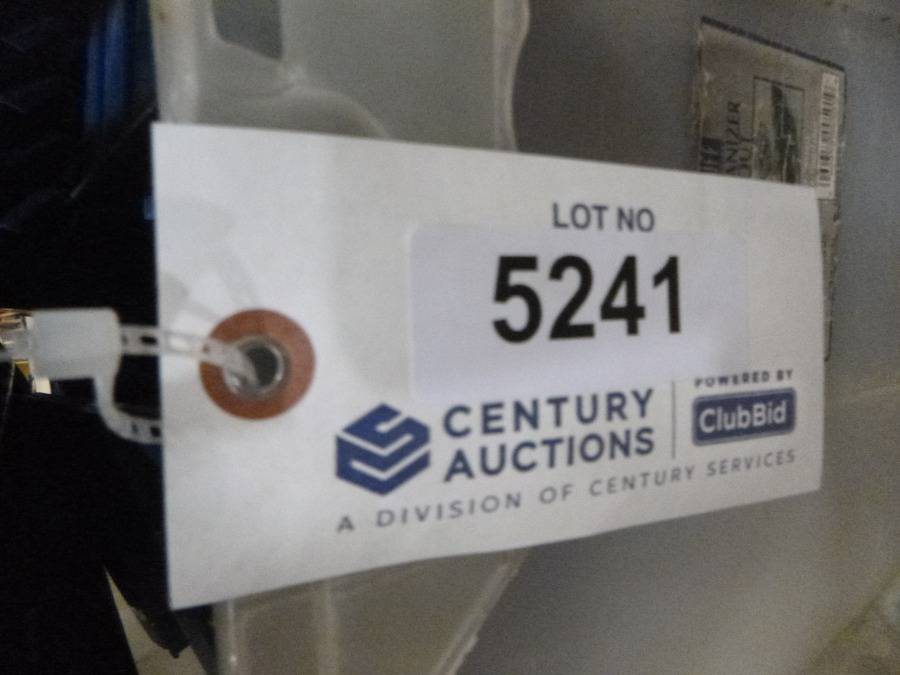 LOT NO
5241
CENTURY
AUCTIONS
POWERED BY
ClubBid
A DIVISION OF CENTURY SERVICES